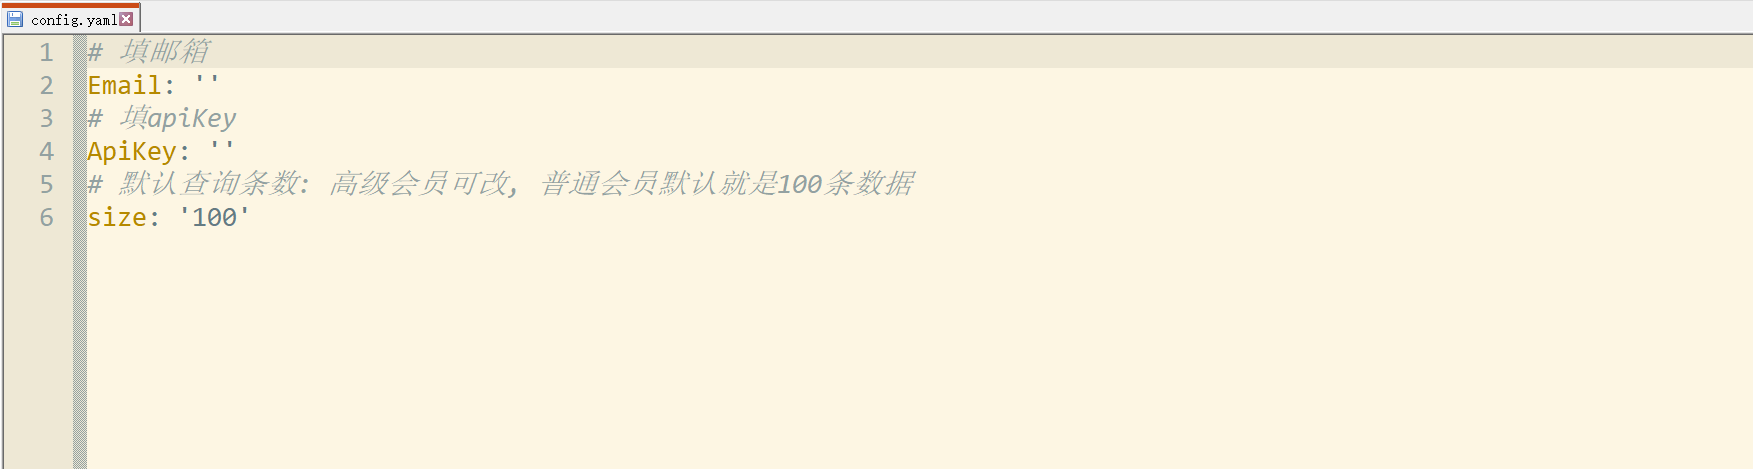 config.yaml
1 # 填邮箱
2 Email: ''
3 # 填apiKey
4 ApiKey: ''
5 # 默认查询条数: 高级会员可改, 普通会员默认就是100条数据
6 size: '100'